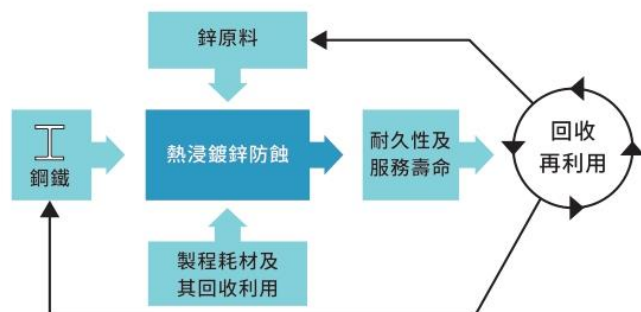 鋅原料
鋼鐵
熱浸鍍鋅防蝕
耐久性及
服務壽命
回收
再利用
製程耗材及
其回收利用